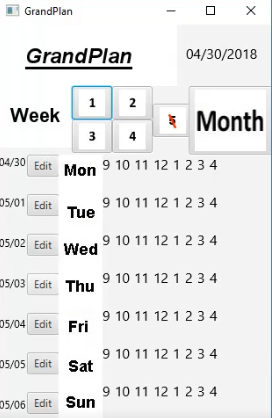 GrandPlan
GrandPlan
04/30/2018
Week
1 2
3 4
5
Month
04/30 Edit Mon 9 10 11 12 1 2 3 4
05/01 Edit Tue 9 10 11 12 1 2 3 4
05/02 Edit Wed 9 10 11 12 1 2 3 4
05/03 Edit Thu 9 10 11 12 1 2 3 4
05/04 Edit Fri 9 10 11 12 1 2 3 4
05/05 Edit Sat 9 10 11 12 1 2 3 4
05/06 Edit Sun 9 10 11 12 1 2 3 4